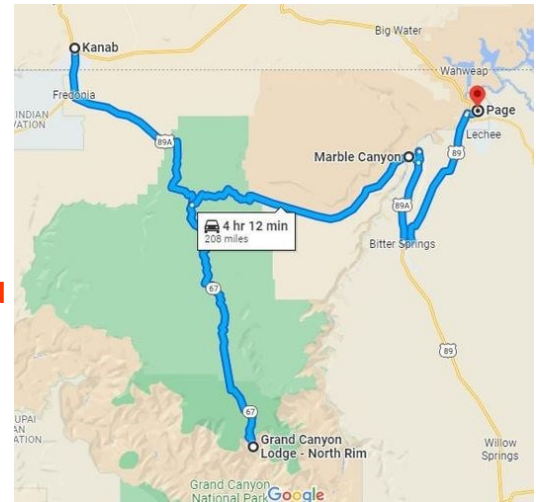 Kanab
Big Water
Wahweap
Fredonia
INDIAN
VATION
Page
Lechee
89A
Marble Canyon
89
89A
4 hr 12 min
208 miles
Bitter Springs
67
89
UPAI
AN
ATION
67
Grand Canyon
Lodge - North Rim
Willow
Springs
Grand Canyon
National Park
Google